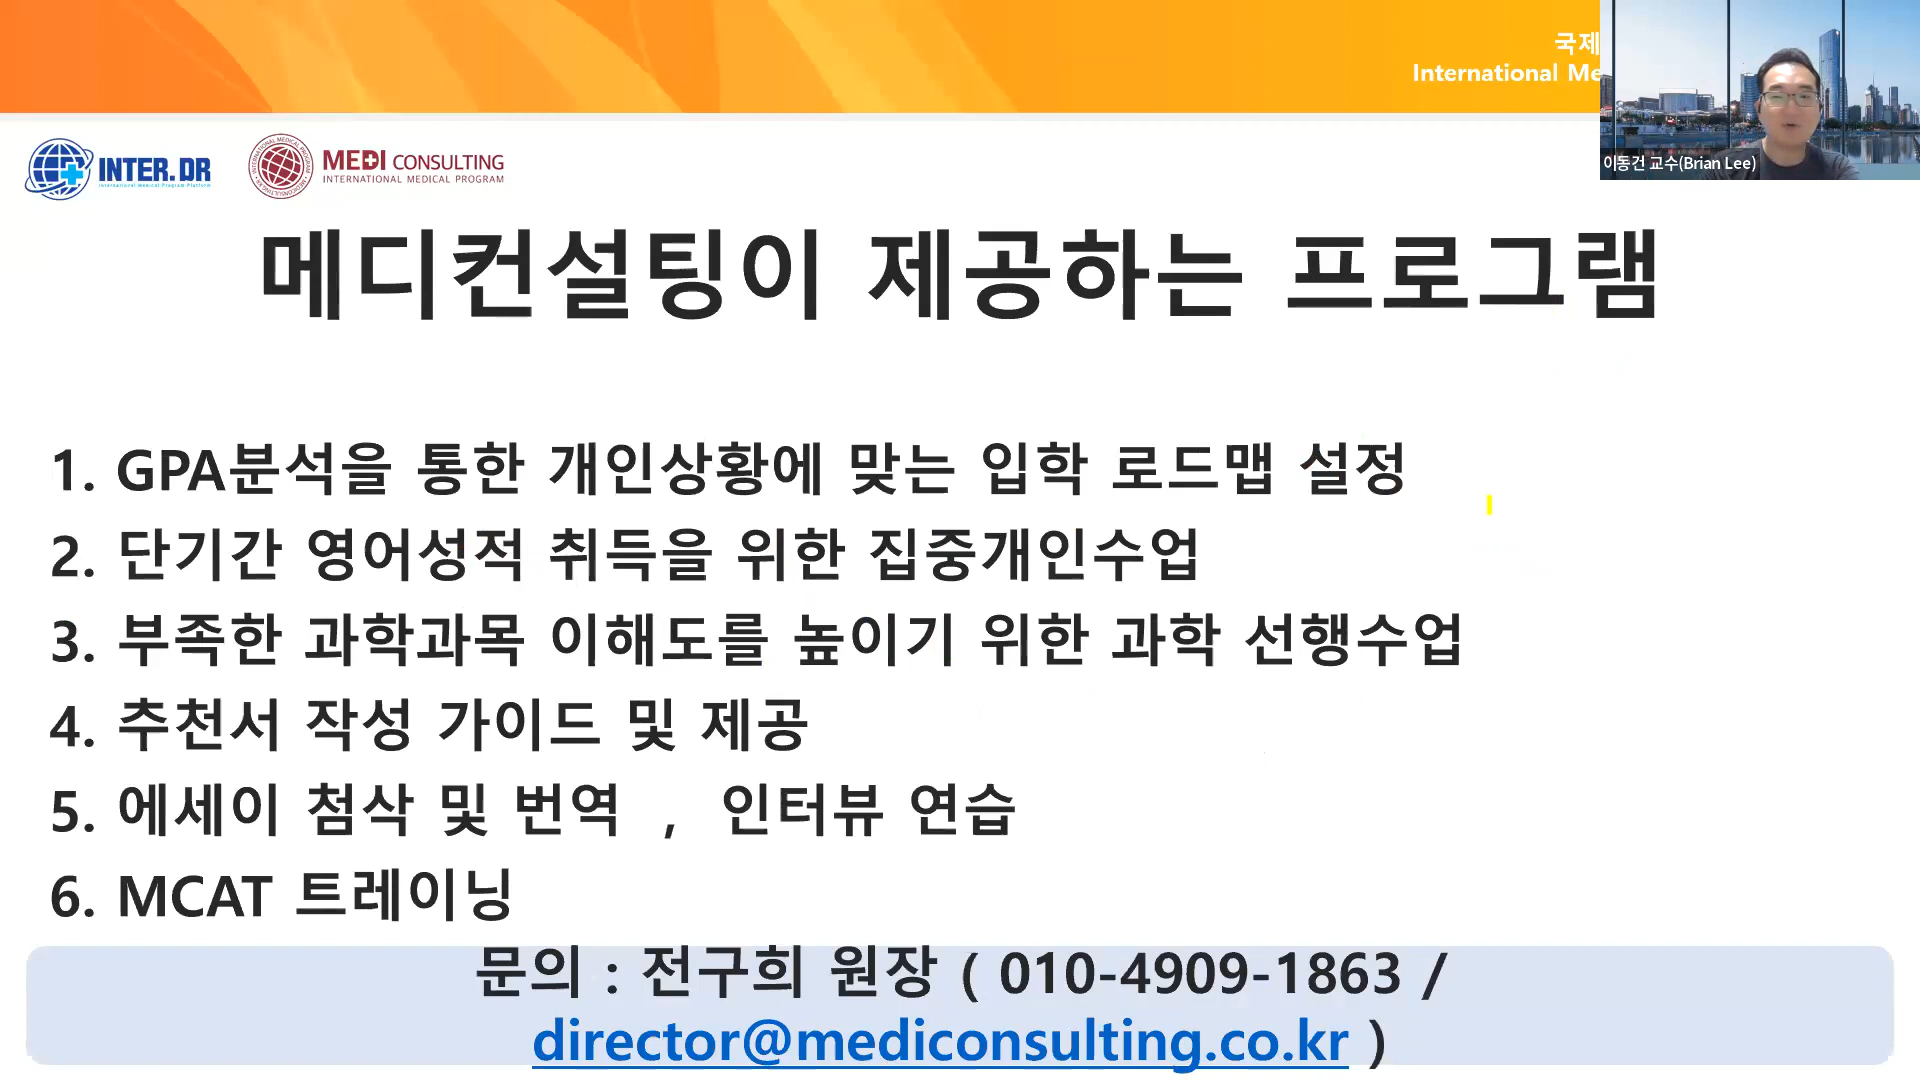 국제
International Me
이동건 교수(Brian Lee)
INTER.DR
International Medical Program Platform
MEDI CONSULTING
INTERNATIONAL MEDICAL PROGRAM
메디컨설팅이 제공하는 프로그램
1. GPA분석을 통한 개인상황에 맞는 입학 로드맵 설정
2. 단기간 영어성적 취득을 위한 집중개인수업
3. 부족한 과학과목 이해도를 높이기 위한 과학 선행수업
4. 추천서 작성 가이드 및 제공
5. 에세이 첨삭 및 번역 , 인터뷰 연습
6. MCAT 트레이닝
문의 : 전구희 원장 ( 010-4909-1863 /
director@mediconsulting.co.kr )